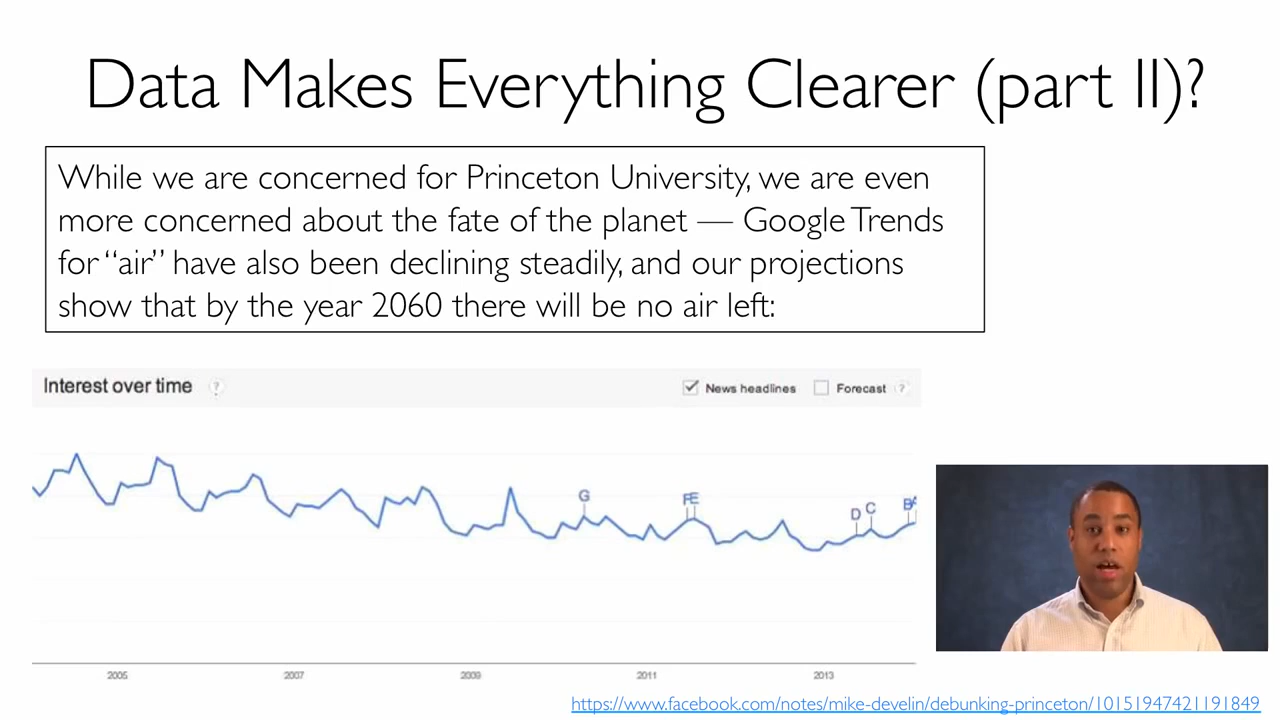 Data Makes Everything Clearer (part II)?
While we are concerned for Princeton University, we are even
more concerned about the fate of the planet — Google Trends
for “air” have also been declining steadily, and our projections
show that by the year 2060 there will be no air left:
Interest over time ?
News headlines Forecast ?
G
FE
D C B A
2005 2007 2009 2011 2013
https://www.facebook.com/notes/mike-develin/debunking-princeton/10151947421191849